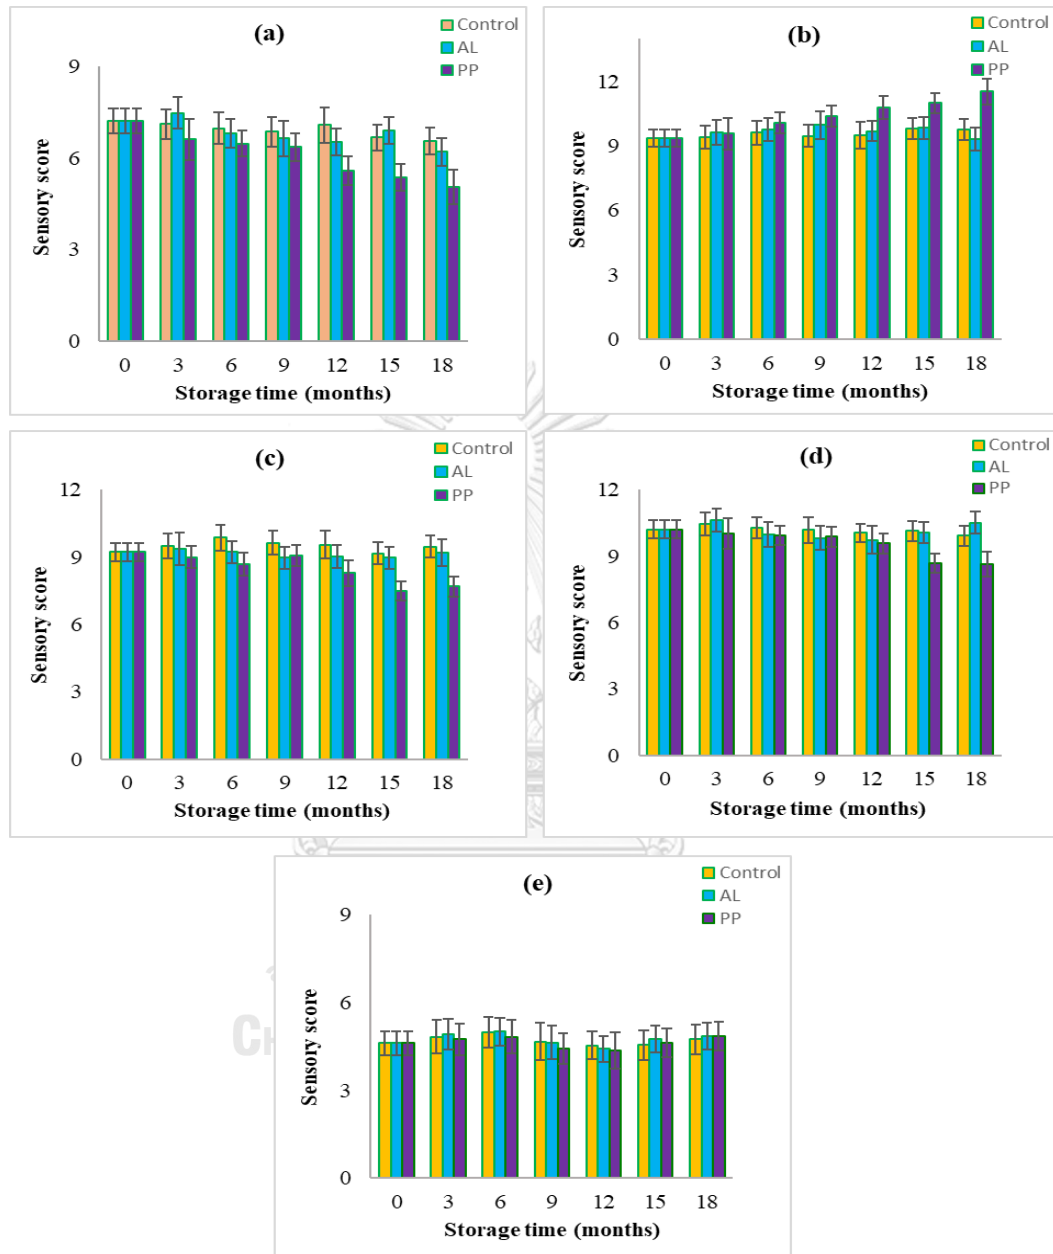 (a)
Control
AL
PP
9
6
3
0
Sensory score
0 3 6 9 12 15 18
Storage time (months)
(b)
Control
AL
PP
12
9
6
3
0
Sensory score
0 3 6 9 12 15 18
Storage time (months)
(c)
Control
AL
PP
12
9
6
3
0
Sensory score
0 3 6 9 12 15 18
Storage time (months)
(d)
Control
AL
PP
12
9
6
3
0
Sensory score
0 3 6 9 12 15 18
Storage time (months)
(e)
Control
AL
PP
9
6
3
0
Sensory score
0 3 6 9 12 15 18
Storage time (months)